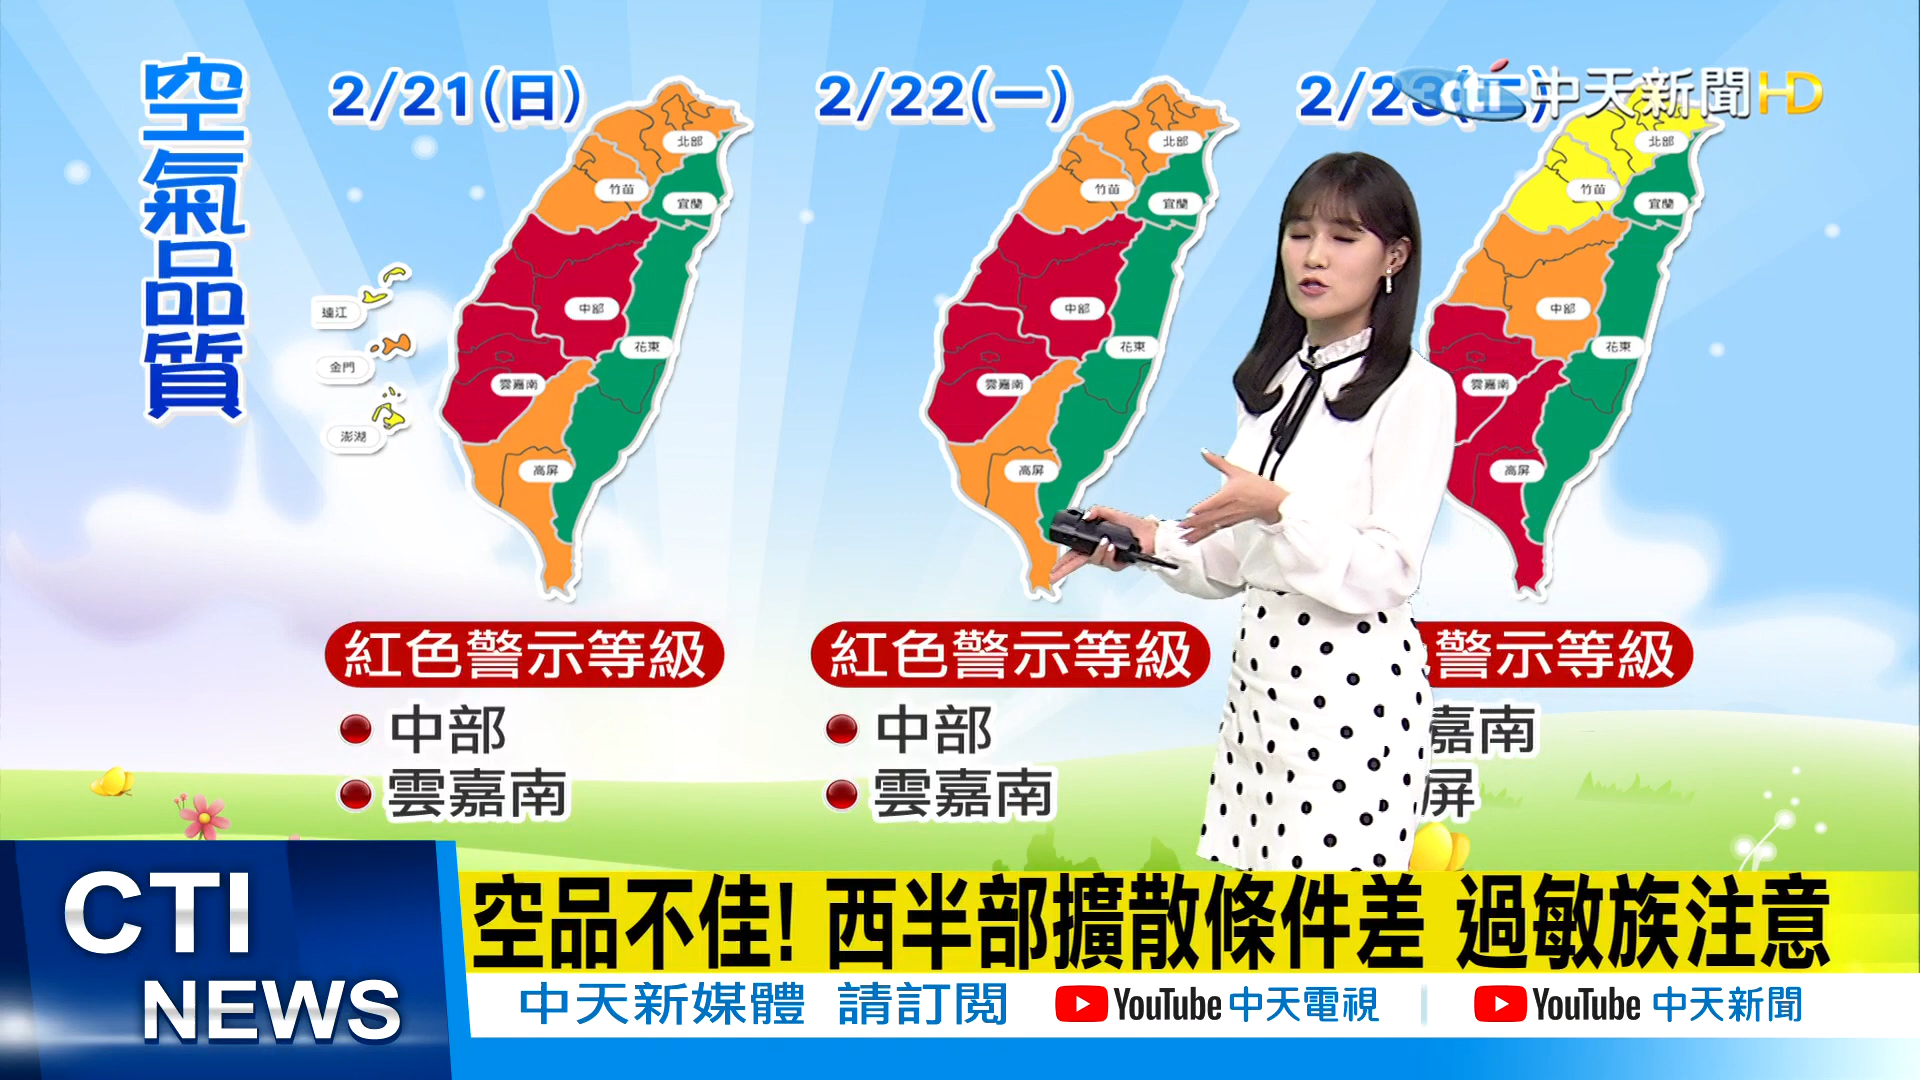 空氣品質
2/21(日)
北部
竹苗
宜蘭
中部
花東
雲嘉南
高屏
連江
金門
澎湖
紅色警示等級
中部
雲嘉南
2/22(一)
北部
竹苗
宜蘭
中部
花東
雲嘉南
高屏
紅色警示等級
中部
雲嘉南
2/23(二)
北部
竹苗
宜蘭
中部
花東
雲嘉南
高屏
警示等級
嘉南
屏
cti 中天新聞HD
CTI
NEWS
空品不佳! 西半部擴散條件差 過敏族注意
中天新媒體 請訂閱 YouTube 中天電視 | YouTube 中天新聞